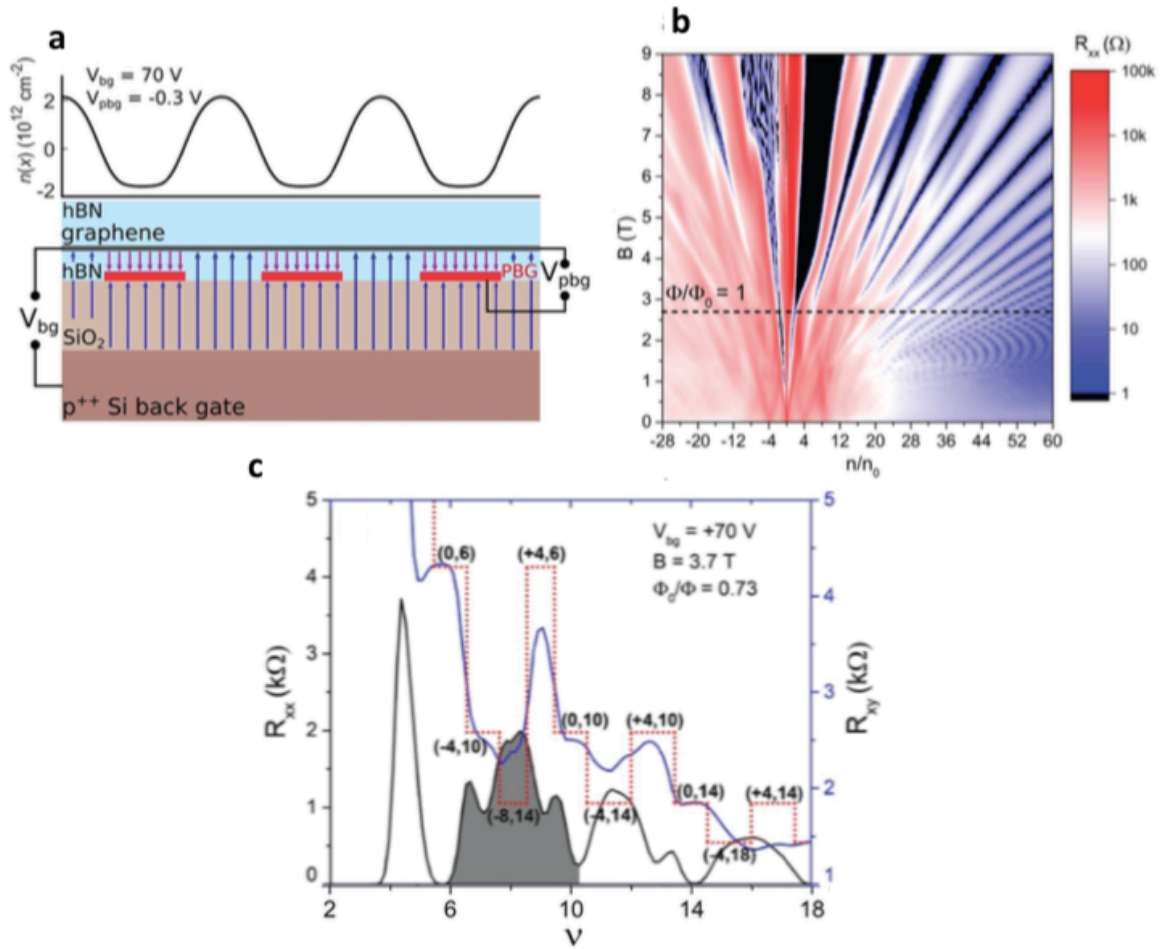 a
V_bg = 70 V
V_pbg = -0.3 V
n(x) (10^12 cm^-2)
2
0
-2
hBN
graphene
hBN
PBG
V_pbg
V_bg
SiO_2
p^++ Si back gate
b
R_xx (Ω)
9
8
7
6
5
4
3
2
1
0
B (T)
Φ/Φ_0 = 1
-28 -20 -12 -4 4 12 20 28 36 44 52 60
n/n_0
100k
10k
1k
100
10
1
c
5
4
3
2
1
0
R_xx (kΩ)
V_bg = +70 V
B = 3.7 T
Φ_0/Φ = 0.73
(0,6)
(+4,6)
(-4,10)
(0,10)
(+4,10)
(-8,14)
(-4,14)
(0,14)
(+4,14)
(-4,18)
5
4
3
2
1
R_xy (kΩ)
2 6 10 14 18
ν